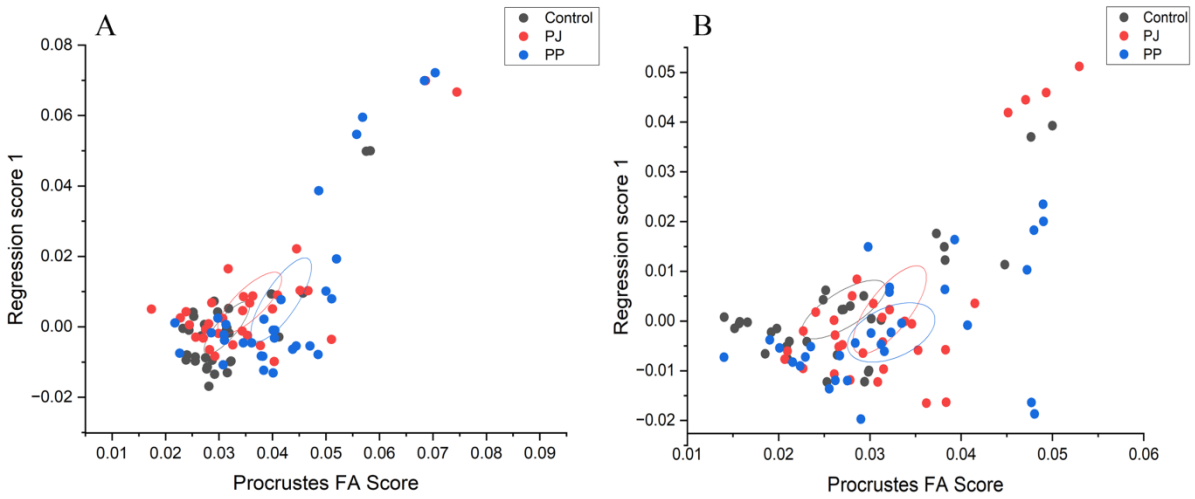 A
Control
PJ
PP
0.08
0.06
0.04
0.02
0.00
−0.02
Regression score 1
0.01 0.02 0.03 0.04 0.05 0.06 0.07 0.08 0.09
Procrustes FA Score
B
Control
PJ
PP
0.05
0.04
0.03
0.02
0.01
0.00
−0.01
−0.02
Regression score 1
0.01 0.02 0.03 0.04 0.05 0.06
Procrustes FA Score